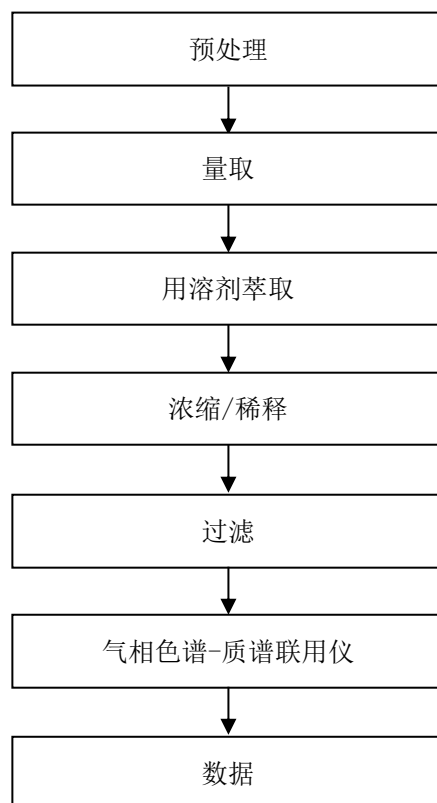 预处理
量取
用溶剂萃取
浓缩/稀释
过滤
气相色谱-质谱联用仪
数据